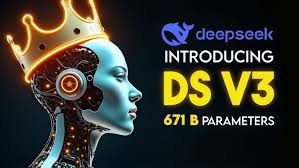 deepseek
INTRODUCING
DS V3
671 B PARAMETERS